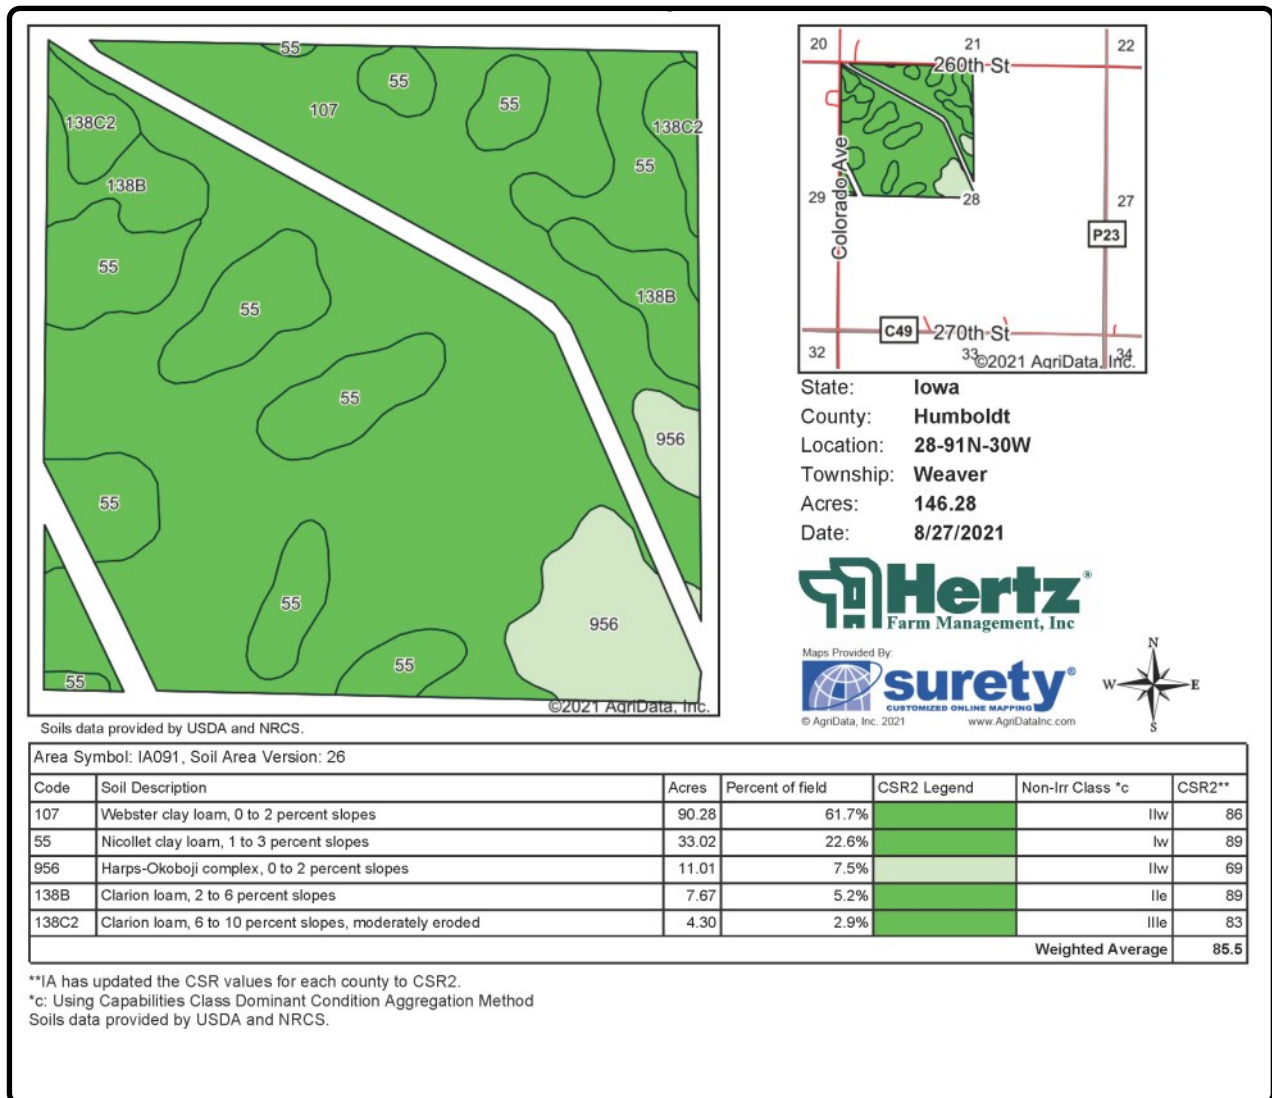 55
55
107
55
138C2
138C2
55
138B
55
55
138B
55
956
55
55
956
55
55
©2021 AgriData, Inc.
Soils data provided by USDA and NRCS.
20
21
22
260th St
Colorado Ave
29
28
27
P23
C49
270th St
32
33
34
©2021 AgriData, Inc.
State: Iowa
County: Humboldt
Location: 28-91N-30W
Township: Weaver
Acres: 146.28
Date: 8/27/2021
Hertz®
Farm Management, Inc
Maps Provided By:
surety®
CUSTOMIZED ONLINE MAPPING
© AgriData, Inc. 2021 www.AgriDataInc.com
N
W E
S
Area Symbol: IA091, Soil Area Version: 26
Code Soil Description Acres Percent of field CSR2 Legend Non-Irr Class *c CSR2**
107 Webster clay loam, 0 to 2 percent slopes 90.28 61.7% IIw 86
55 Nicollet clay loam, 1 to 3 percent slopes 33.02 22.6% Iw 89
956 Harps-Okoboji complex, 0 to 2 percent slopes 11.01 7.5% IIw 69
138B Clarion loam, 2 to 6 percent slopes 7.67 5.2% IIe 89
138C2 Clarion loam, 6 to 10 percent slopes, moderately eroded 4.30 2.9% IIIe 83
Weighted Average 85.5
**IA has updated the CSR values for each county to CSR2.
*c: Using Capabilities Class Dominant Condition Aggregation Method
Soils data provided by USDA and NRCS.